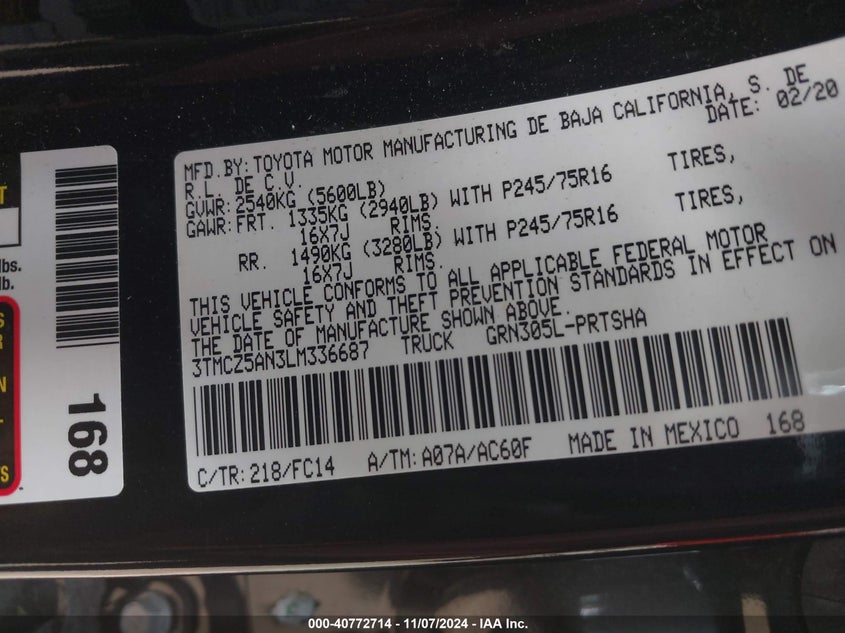 MFD.BY:TOYOTA MOTOR MANUFACTURING DE BAJA CALIFORNIA, S. DE
R.L. DE C.V. DATE: 02/20
GVWR:2540KG (5600LB)
GAWR:FRT. 1335KG (2940LB) WITH P245/75R16 TIRES,
16X7J RIMS.
RR. 1490KG (3280LB) WITH P245/75R16 TIRES,
16X7J RIMS.
THIS VEHICLE CONFORMS TO ALL APPLICABLE FEDERAL MOTOR
VEHICLE SAFETY AND THEFT PREVENTION STANDARDS IN EFFECT ON
THE DATE OF MANUFACTURE SHOWN ABOVE.
3TMCZ5AN3LM336687 TRUCK GRN305L-PRTSHA
C/TR:218/FC14 A/TM:A07A/AC60F MADE IN MEXICO 168
168
lbs.
lb.
000-40772714 - 11/07/2024 - IAA Inc.